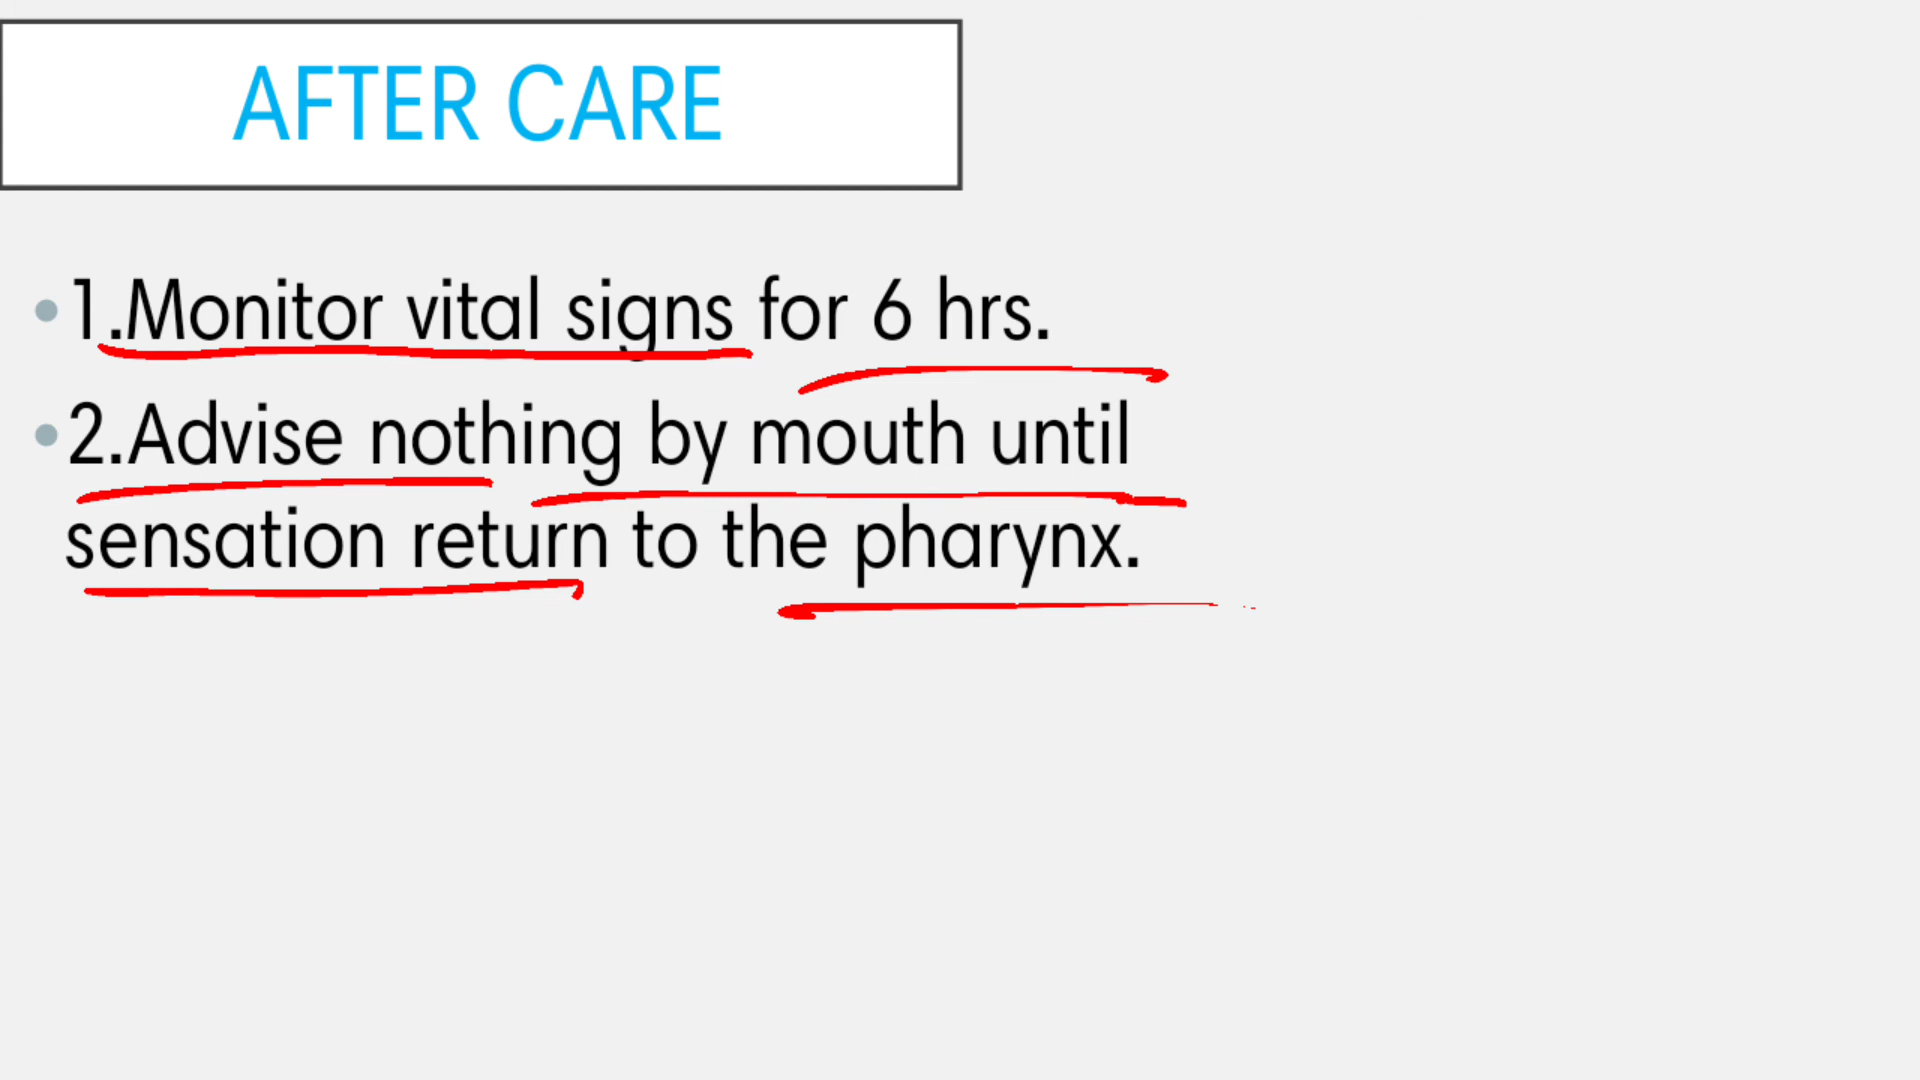 AFTER CARE
• 1.Monitor vital signs for 6 hrs.
• 2.Advise nothing by mouth until
sensation return to the pharynx.